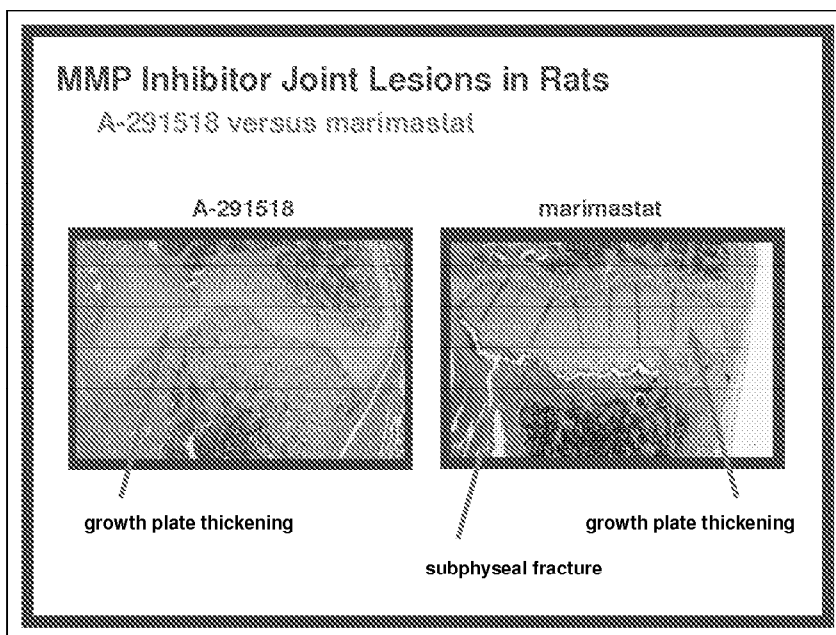 MMP Inhibitor Joint Lesions in Rats
A-291518 versus marimastat
A-291518
marimastat
growth plate thickening
growth plate thickening
subphyseal fracture